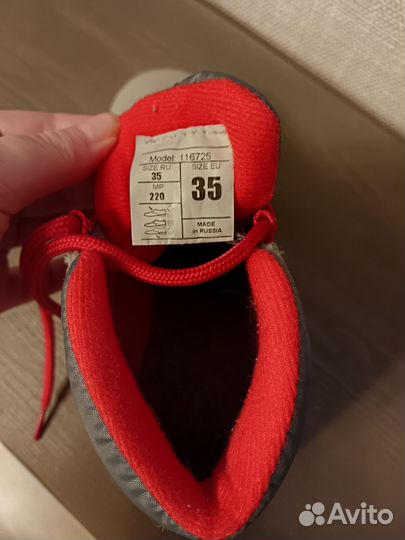 Model: 116725
SIZE RU
35
MP
220
SIZE EU
35
MADE
in RUSSIA
Avito